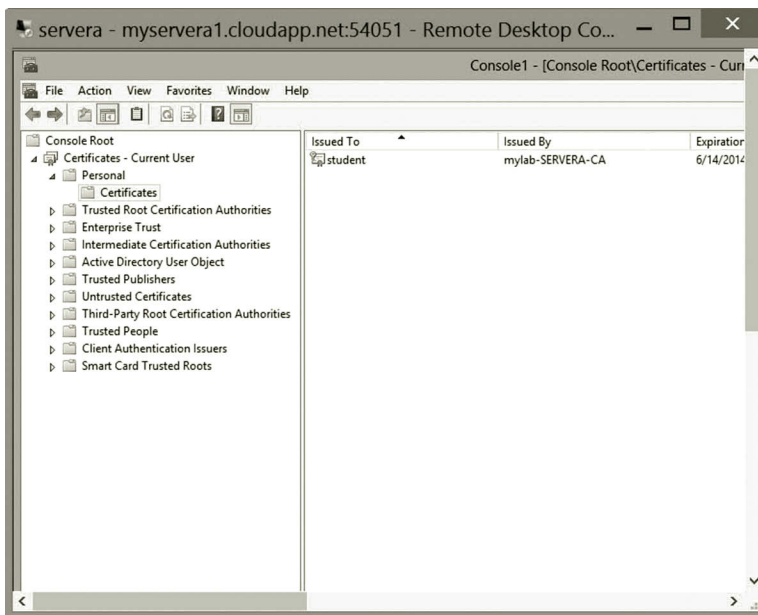 servera - myservera1.cloudapp.net:54051 - Remote Desktop Co...
Console1 - [Console Root\Certificates - Curr
File Action View Favorites Window Help
Console Root
Certificates - Current User
Personal
Certificates
Trusted Root Certification Authorities
Enterprise Trust
Intermediate Certification Authorities
Active Directory User Object
Trusted Publishers
Untrusted Certificates
Third-Party Root Certification Authorities
Trusted People
Client Authentication Issuers
Smart Card Trusted Roots
Issued To Issued By Expiration
student mylab-SERVERA-CA 6/14/2014